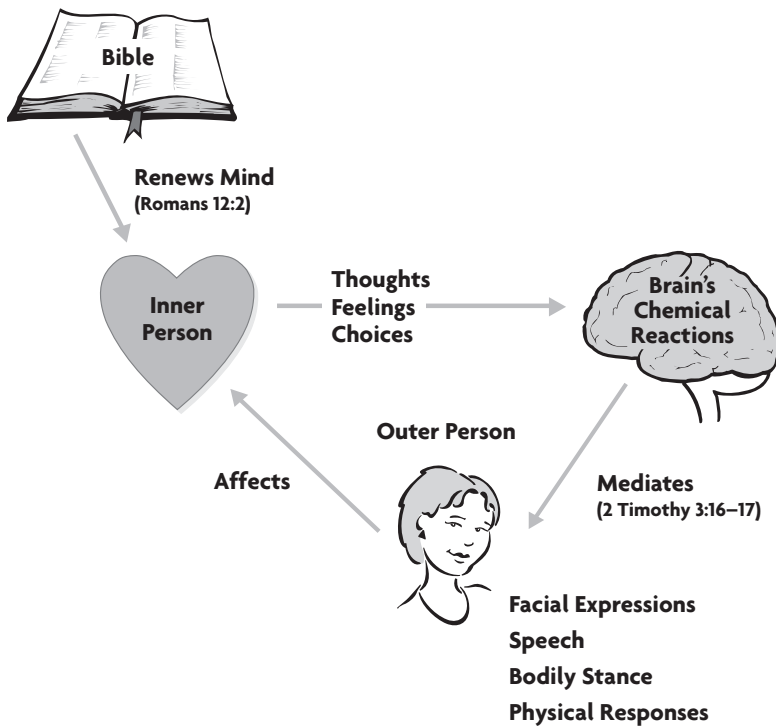 Bible
Renews Mind
(Romans 12:2)
Inner
Person
Thoughts
Feelings
Choices
Brain's
Chemical
Reactions
Outer Person
Affects
Mediates
(2 Timothy 3:16–17)
Facial Expressions
Speech
Bodily Stance
Physical Responses